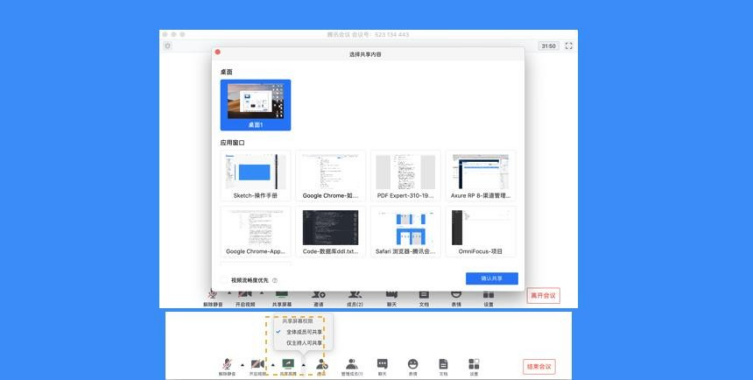 腾讯会议 会议号: 623 134 443
31:50
选择共享内容
桌面
桌面1
应用窗口
Sketch-操作手册
Google Chrome-如...
PDF Expert-310-19...
Axure RP 8-渠道管理...
Google Chrome-App...
Code-数据库ddl.txt...
Safari 浏览器-腾讯会...
OmniFocus-项目
视频流畅度优先
确认共享
解除静音 开启视频 共享屏幕 邀请 成员(2) 聊天 文档 表情 设置 离开会议
共享屏幕权限
全体成员可共享
仅主持人可共享
解除静音 开启视频 共享屏幕 邀请 管理成员(1) 聊天 表情 文档 设置 结束会议